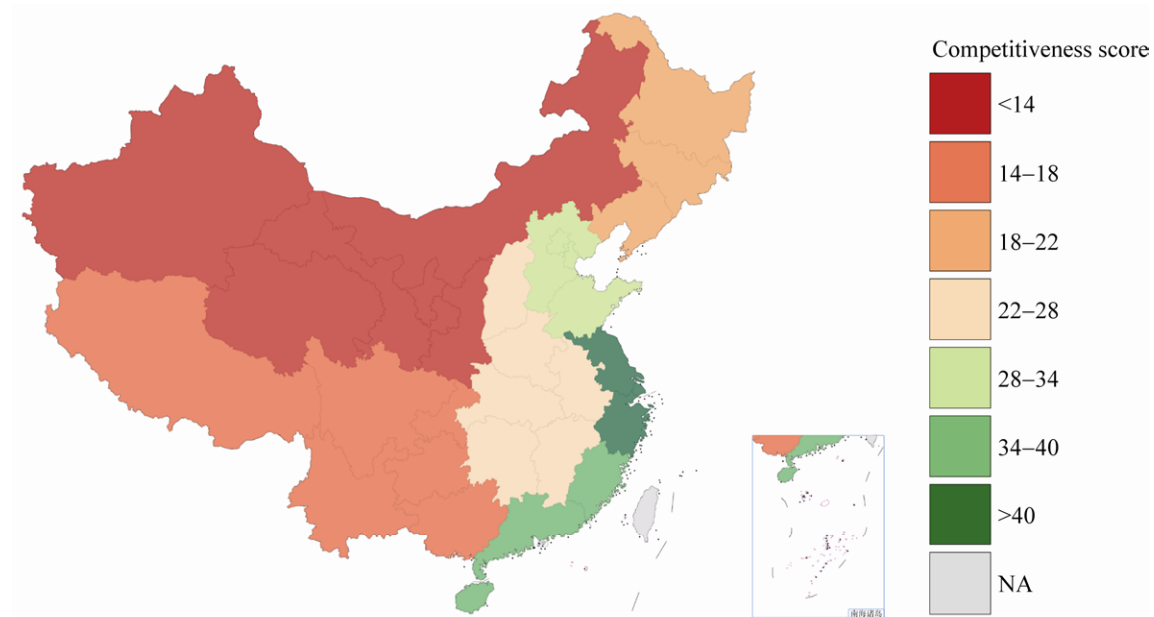 Competitiveness score
<14
14–18
18–22
22–28
28–34
34–40
>40
NA
南海诸岛